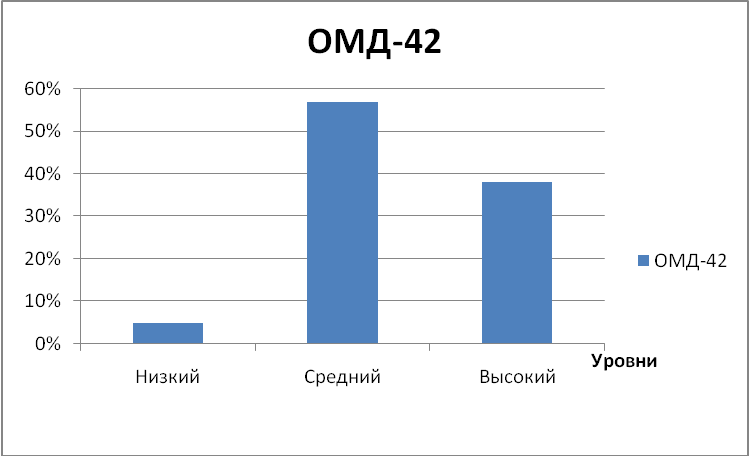 ОМД-42
60%
50%
40%
30%
20%
10%
0%
Низкий
Средний
Высокий
Уровни
ОМД-42